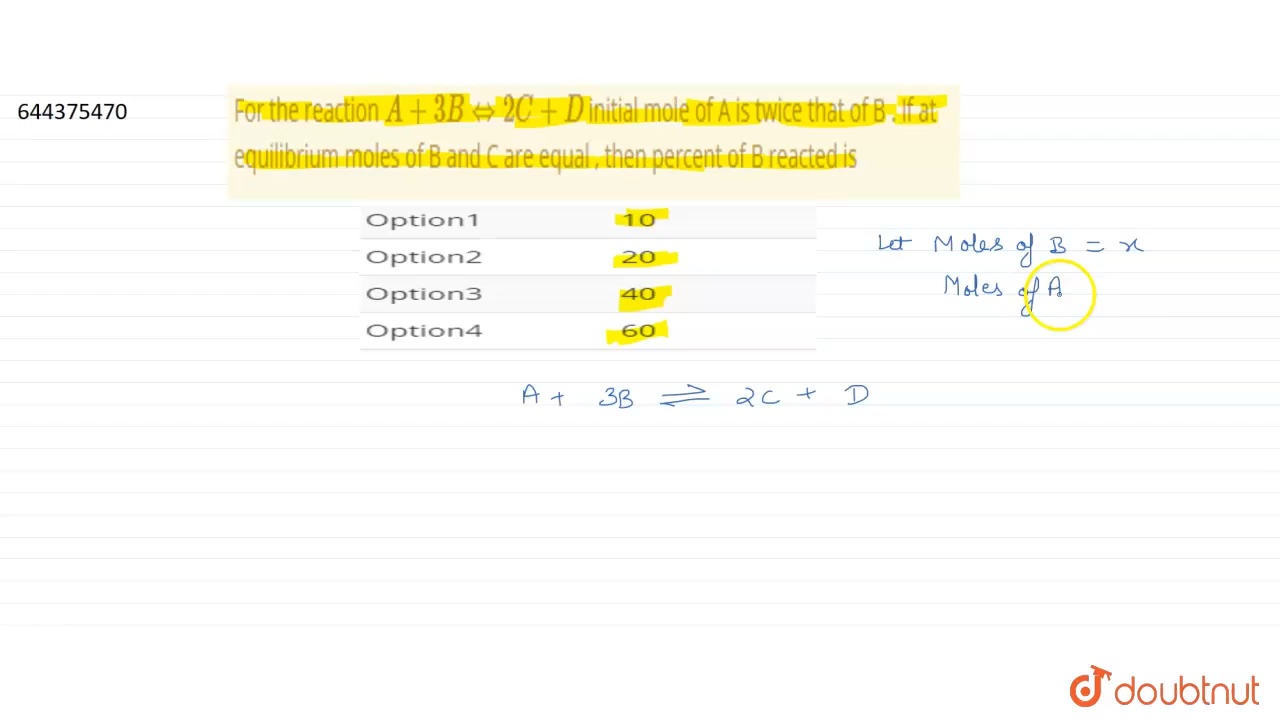 644375470
For the reaction A + 3B ⇔ 2C + D initial mole of A is twice that of B . If at
equilibrium moles of B and C are equal , then percent of B reacted is
Option1 10
Option2 20
Option3 40
Option4 60
Let Moles of B = x
Moles of A
A + 3B ⇌ 2C + D
doubtnut